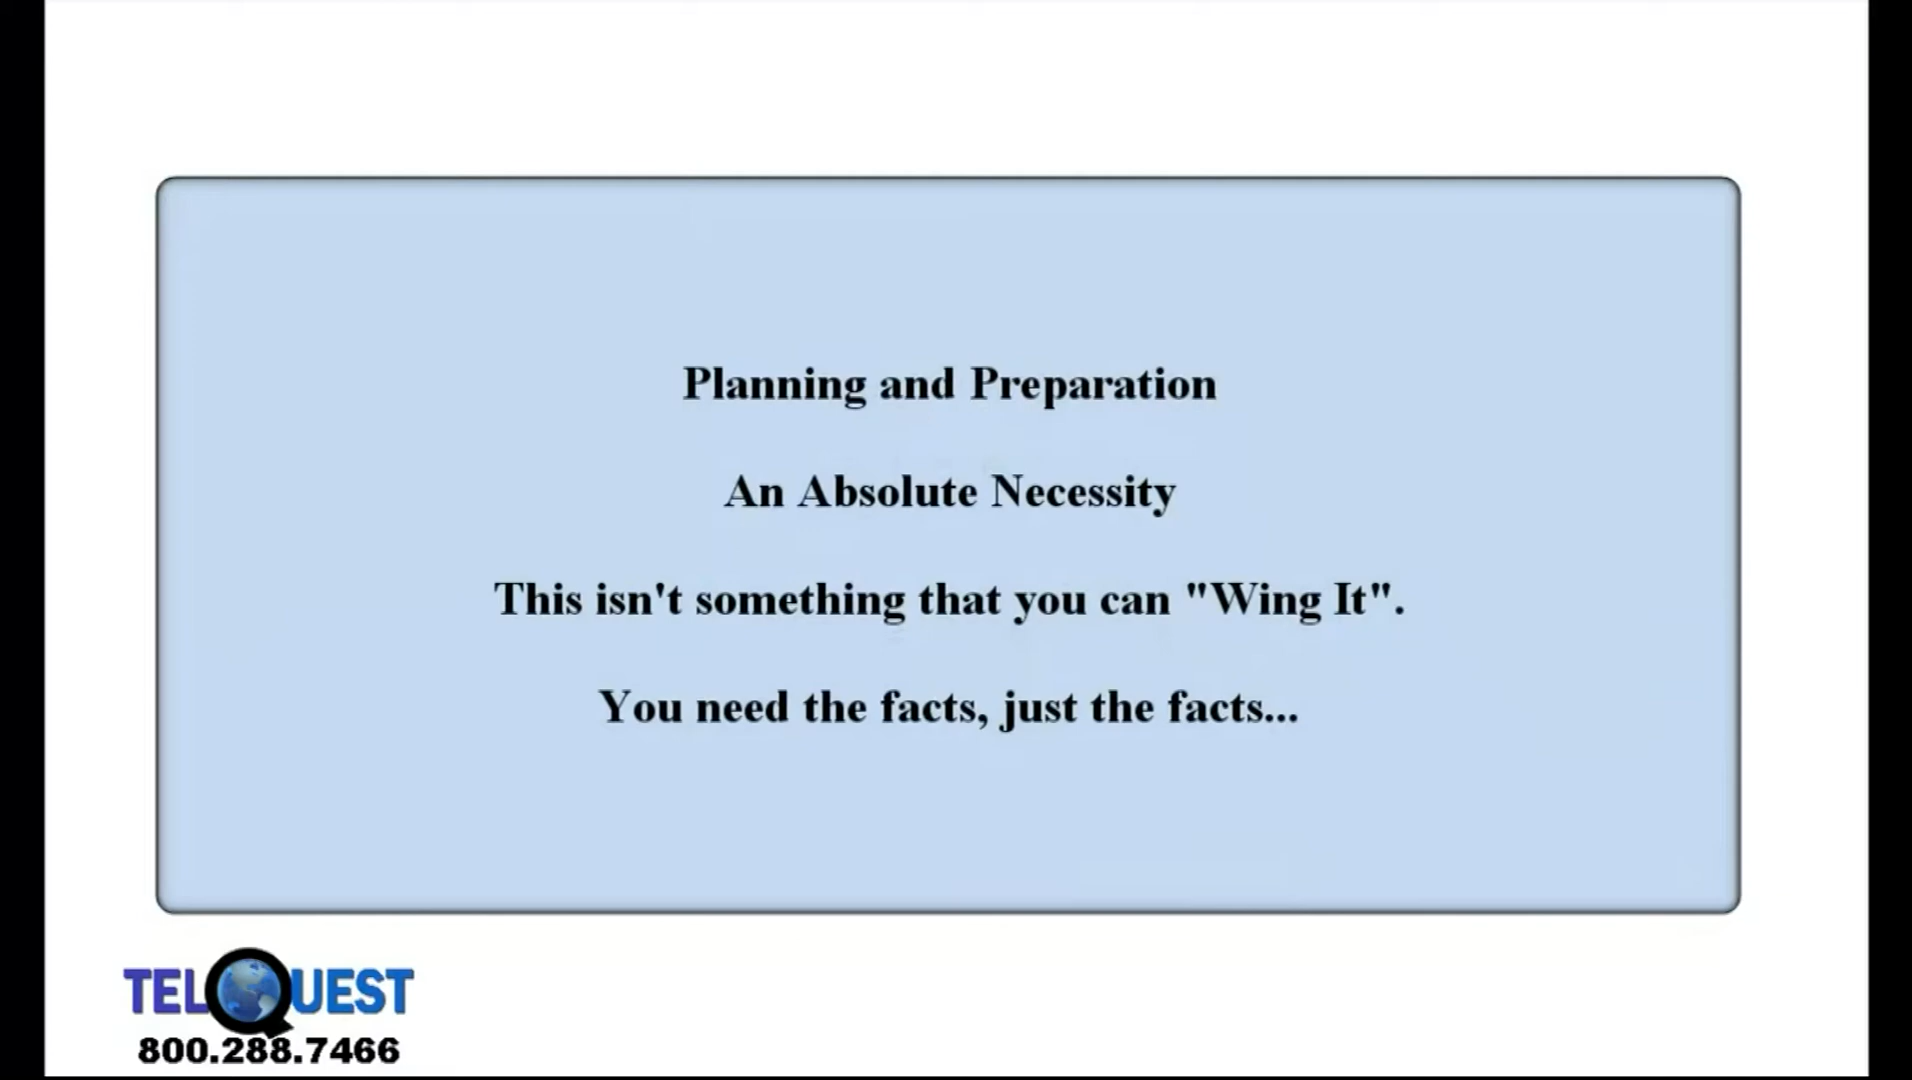 Planning and Preparation
An Absolute Necessity
This isn't something that you can "Wing It".
You need the facts, just the facts...
TELQUEST
800.288.7466